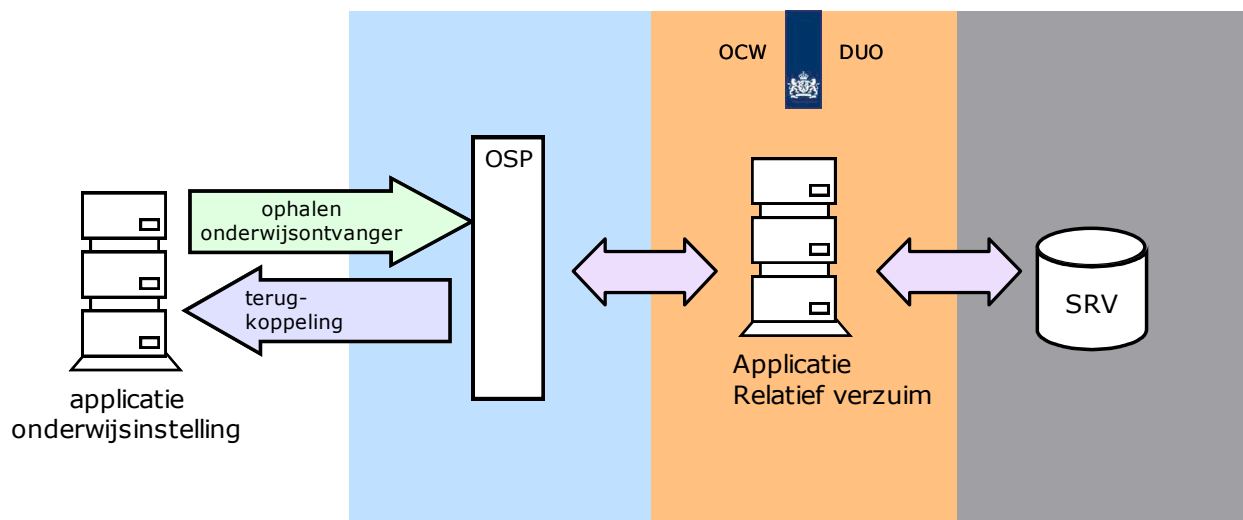 OCW DUO
OSP
ophalen
onderwijsontvanger
terug-
koppeling
SRV
Applicatie
Relatief verzuim
applicatie
onderwijsinstelling